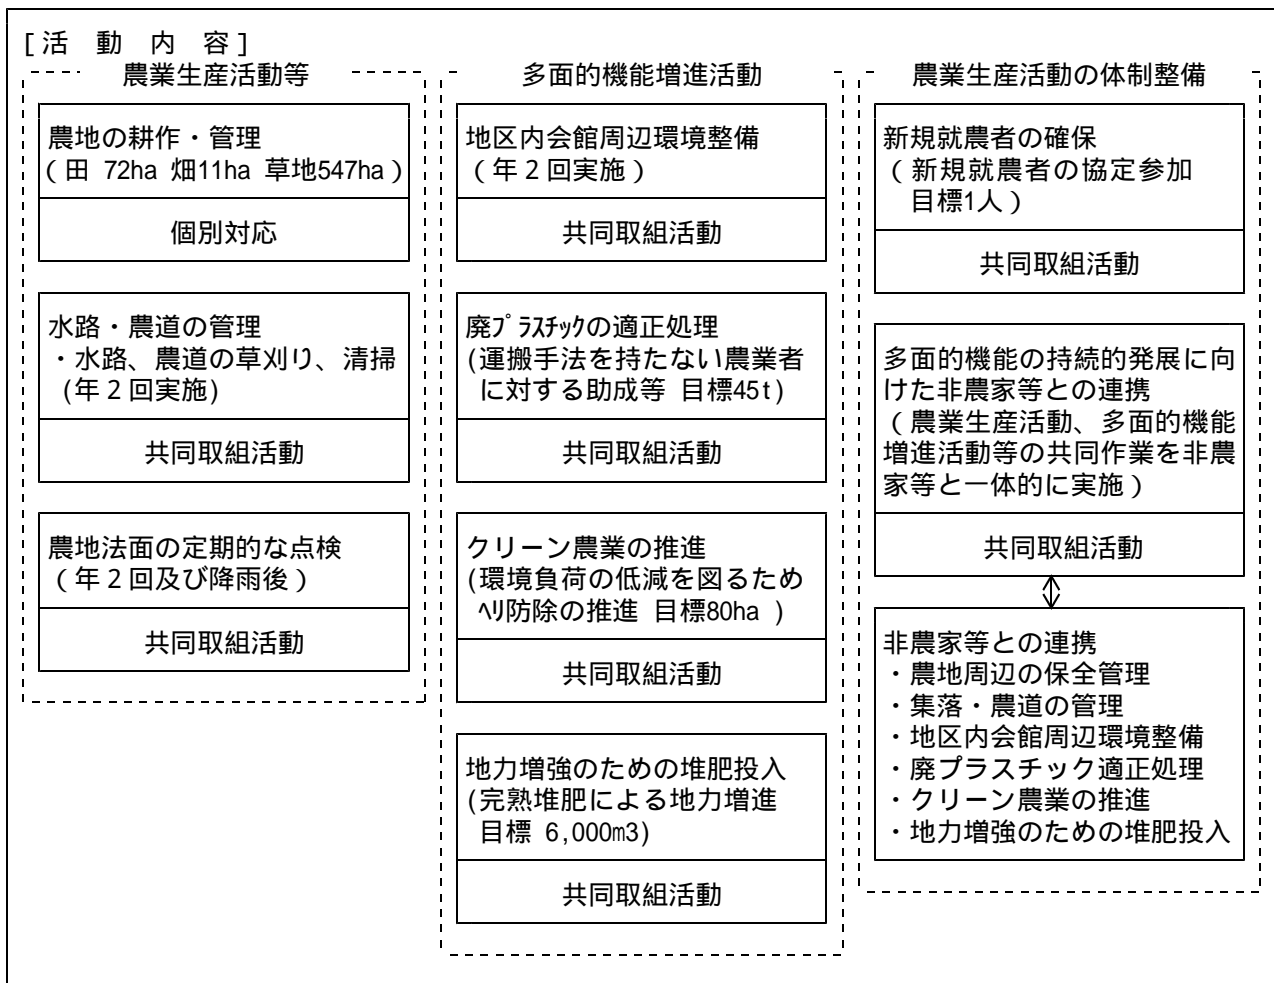 [活 動 内 容]
農業生産活動等
農地の耕作・管理
(田 72ha 畑11ha 草地547ha)
個別対応
水路・農道の管理
・水路、農道の草刈り、清掃
(年2回実施)
共同取組活動
農地法面の定期的な点検
(年2回及び降雨後)
共同取組活動
多面的機能増進活動
地区内会館周辺環境整備
(年2回実施)
共同取組活動
廃プラスチックの適正処理
(運搬手法を持たない農業者
に対する助成等 目標45t)
共同取組活動
クリーン農業の推進
(環境負荷の低減を図るため
ヘリ防除の推進 目標80ha )
共同取組活動
地力増強のための堆肥投入
(完熟堆肥による地力増進
目標 6,000m3)
共同取組活動
農業生産活動の体制整備
新規就農者の確保
(新規就農者の協定参加
目標1人)
共同取組活動
多面的機能の持続的発展に向
けた非農家等との連携
(農業生産活動、多面的機能
増進活動等の共同作業を非農
家等と一体的に実施)
共同取組活動
非農家等との連携
・農地周辺の保全管理
・集落・農道の管理
・地区内会館周辺環境整備
・廃プラスチック適正処理
・クリーン農業の推進
・地力増強のための堆肥投入